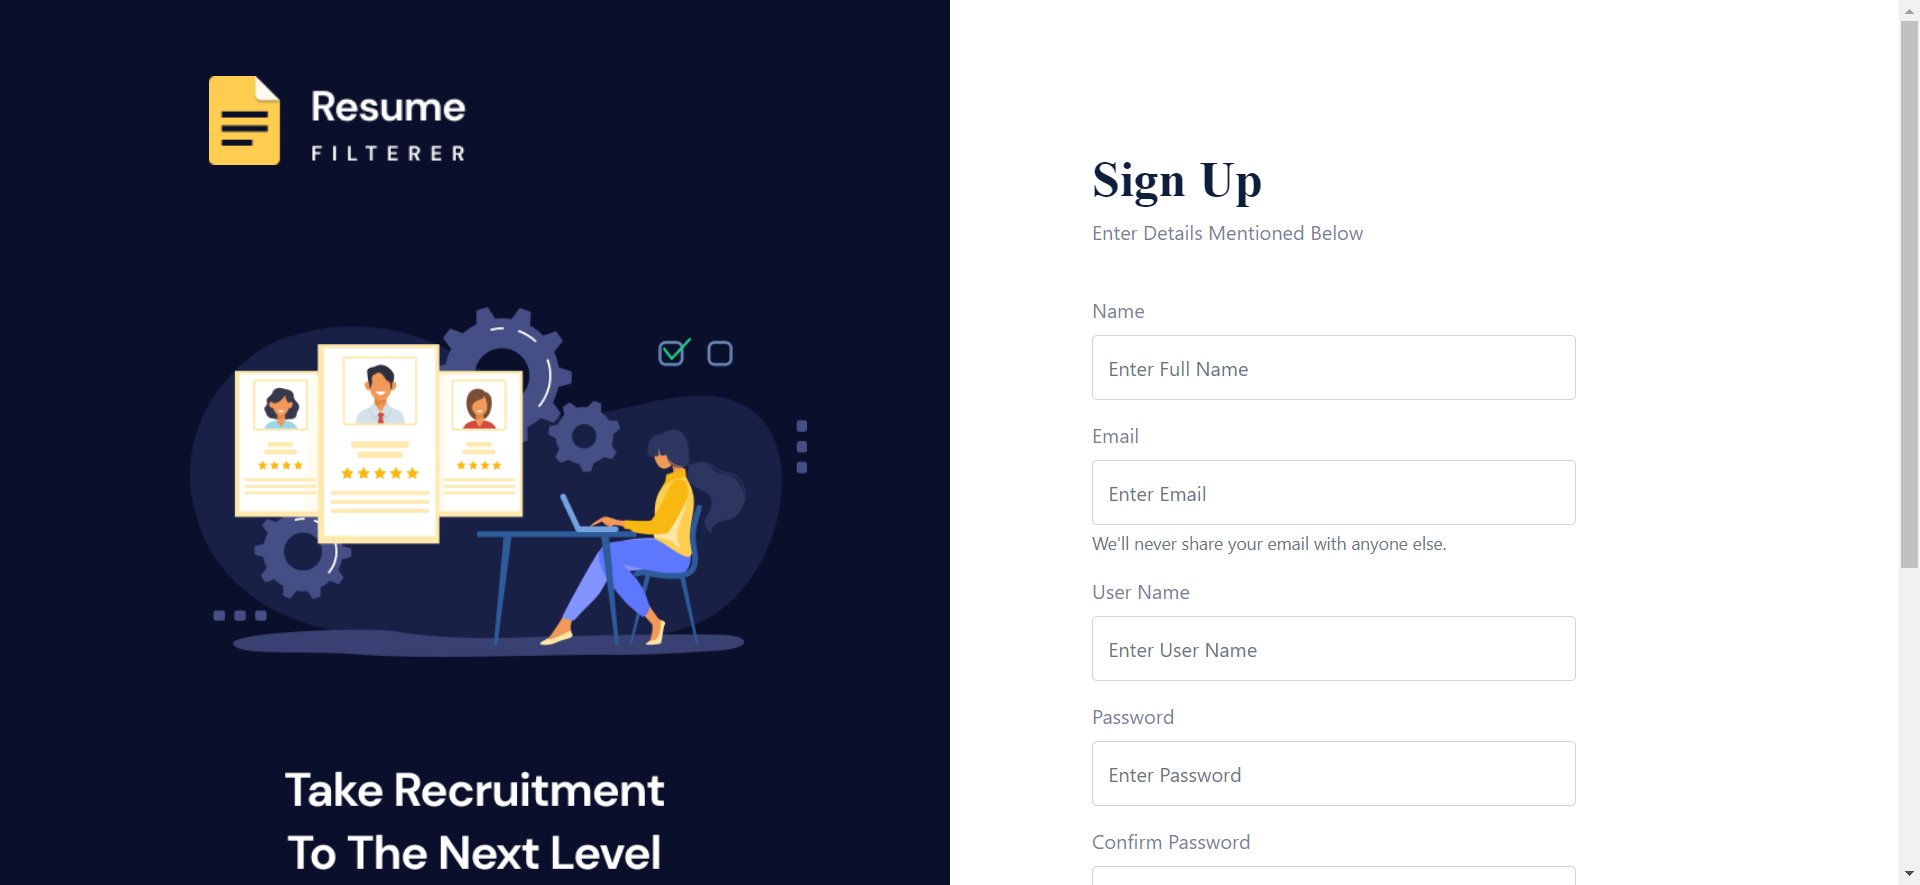 Resume
FILTERER
Take Recruitment
To The Next Level
Sign Up
Enter Details Mentioned Below
Name
Enter Full Name
Email
Enter Email
We'll never share your email with anyone else.
User Name
Enter User Name
Password
Enter Password
Confirm Password